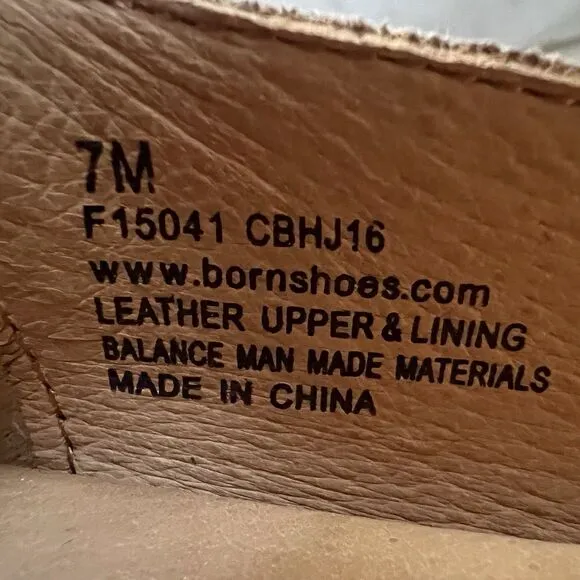 7M
F15041 CBHJ16
www.bornshoes.com
LEATHER UPPER & LINING
BALANCE MAN MADE MATERIALS
MADE IN CHINA